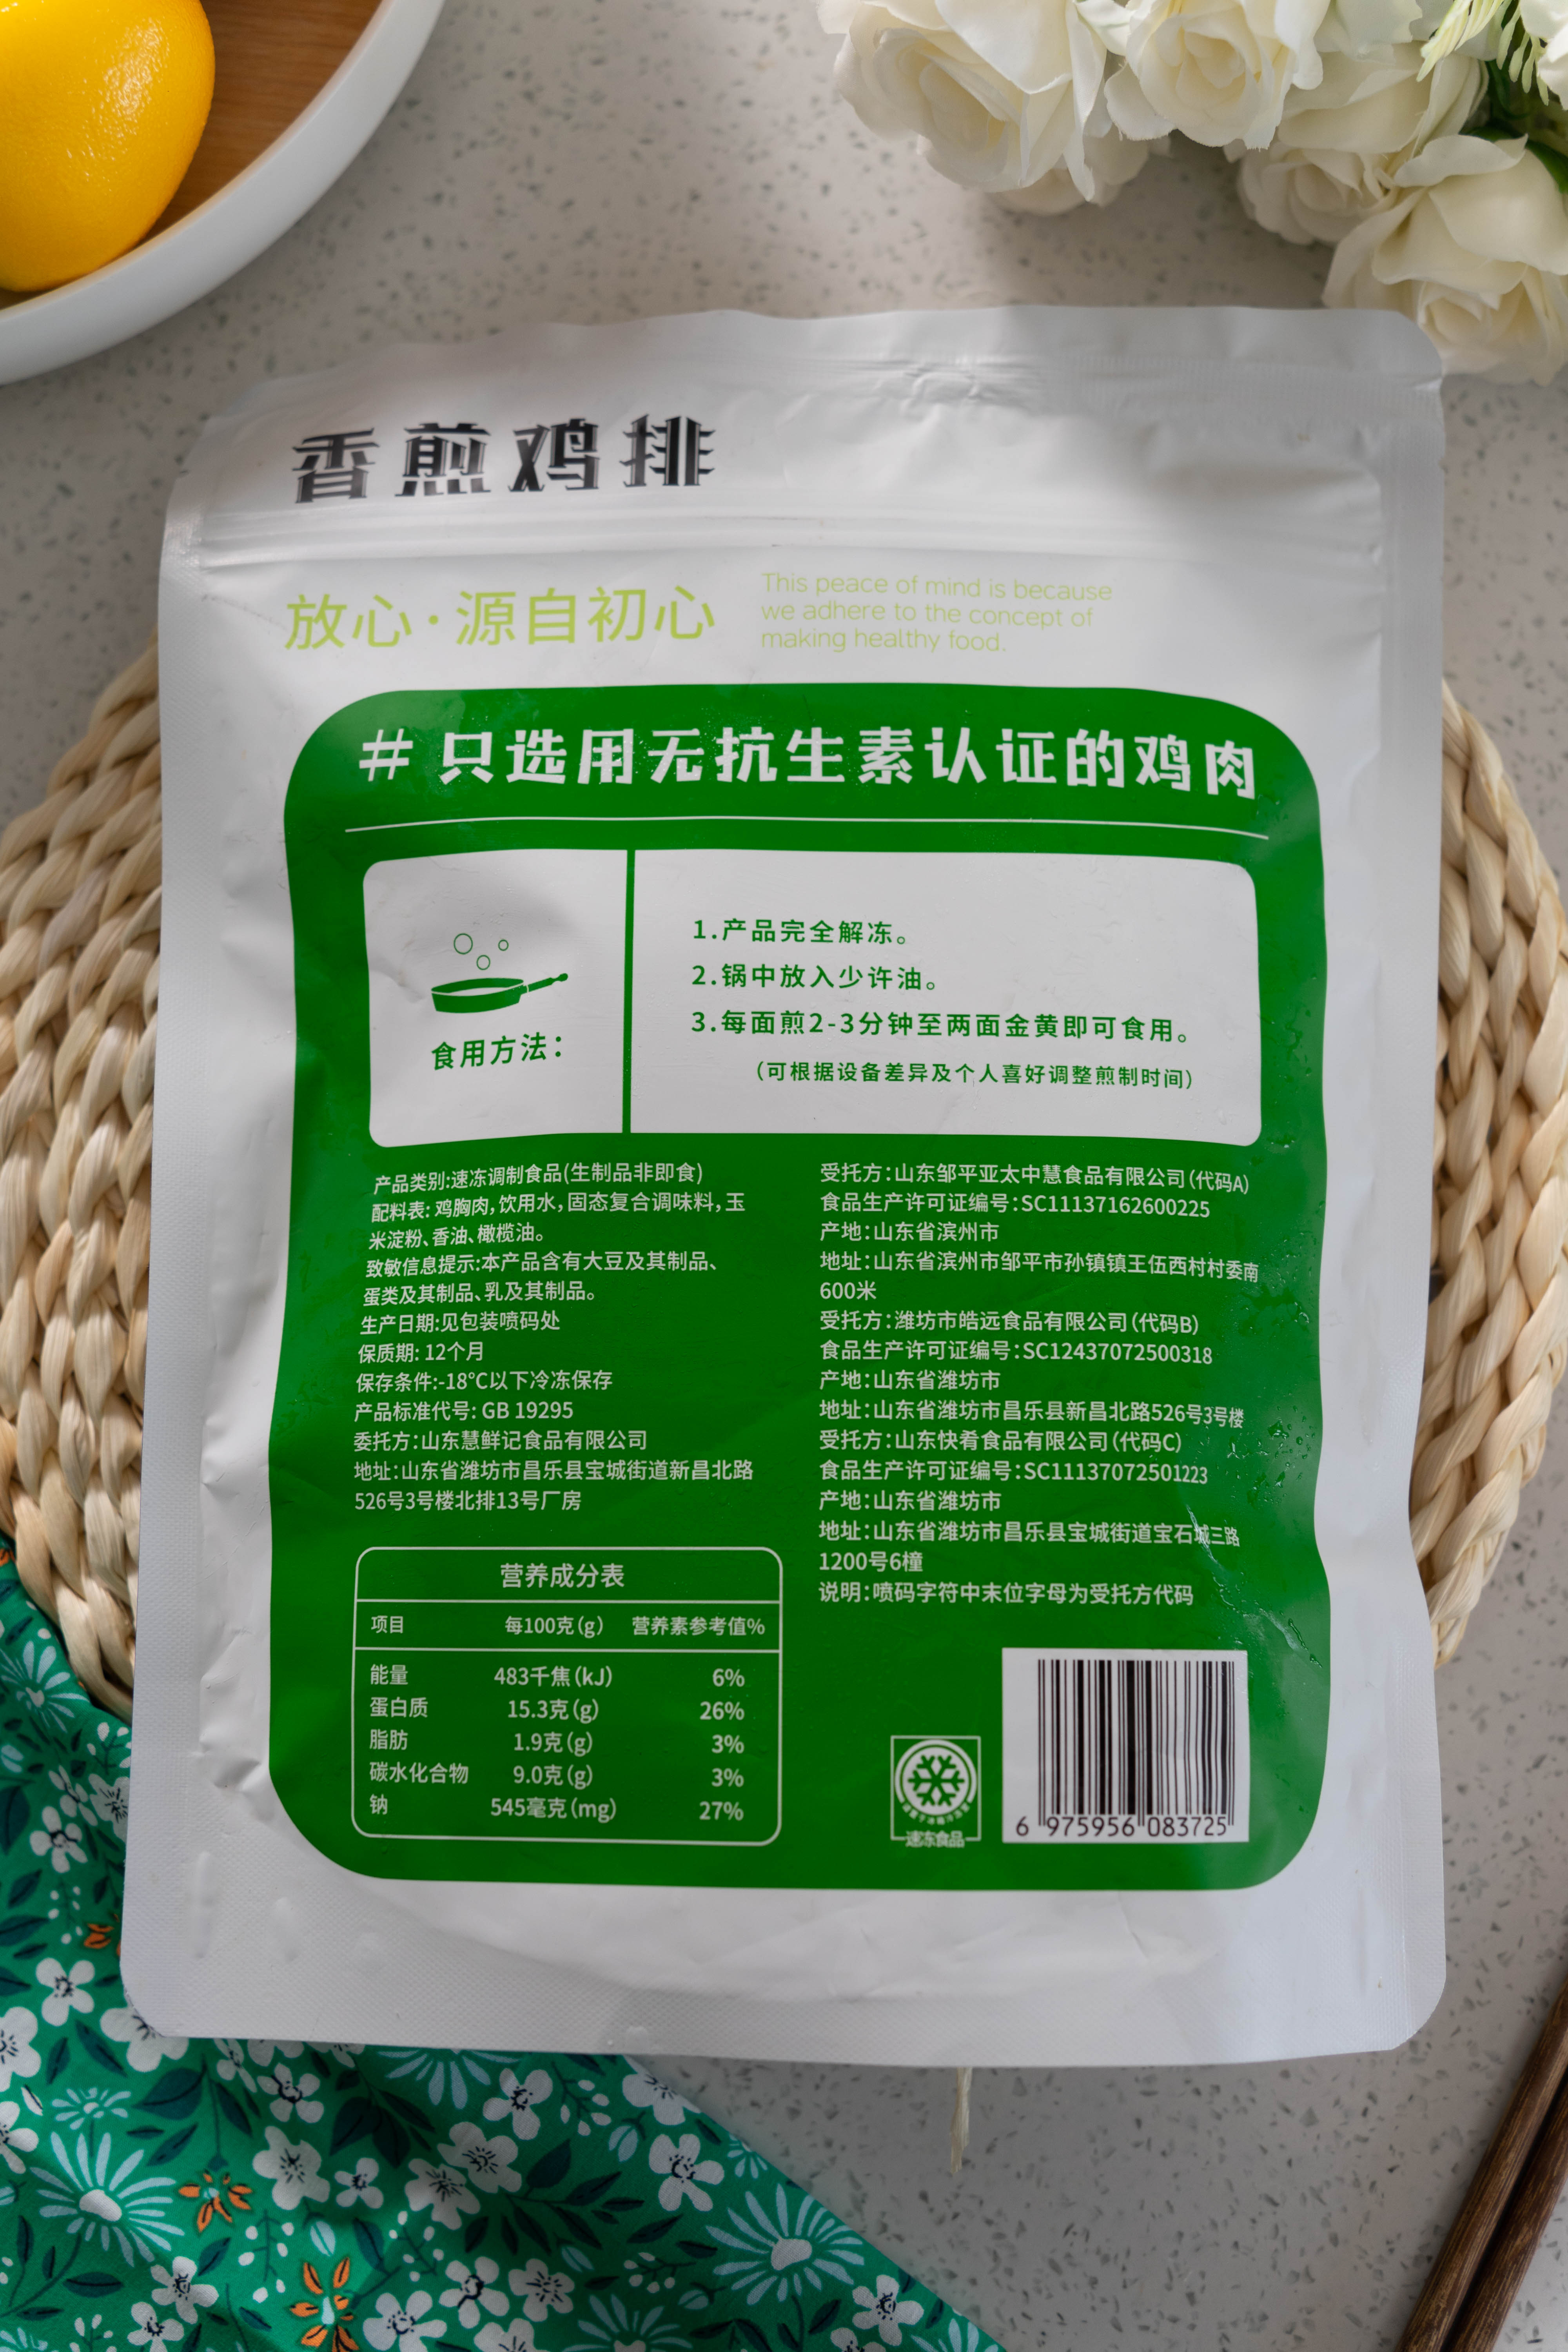 香煎鸡排
放心·源自初心
This peace of mind is because
we adhere to the concept of
making healthy food.
# 只选用无抗生素认证的鸡肉
食用方法：
1.产品完全解冻。
2.锅中放入少许油。
3.每面煎2-3分钟至两面金黄即可食用。
（可根据设备差异及个人喜好调整煎制时间）
产品类别:速冻调制食品(生制品非即食)
配料表: 鸡胸肉,饮用水,固态复合调味料,玉
米淀粉、香油、橄榄油。
致敏信息提示:本产品含有大豆及其制品、
蛋类及其制品、乳及其制品。
生产日期:见包装喷码处
保质期: 12个月
保存条件:-18°C以下冷冻保存
产品标准代号: GB 19295
委托方:山东慧鲜记食品有限公司
地址:山东省潍坊市昌乐县宝城街道新昌北路
526号3号楼北排13号厂房
营养成分表
项目 每100克(g) 营养素参考值%
能量 483千焦(kJ) 6%
蛋白质 15.3克(g) 26%
脂肪 1.9克(g) 3%
碳水化合物 9.0克(g) 3%
钠 545毫克(mg) 27%
受托方:山东邹平亚太中慧食品有限公司(代码A)
食品生产许可证编号:SC11137162600225
产地:山东省滨州市
地址:山东省滨州市邹平市孙镇镇王伍西村村委南
600米
受托方:潍坊市皓远食品有限公司(代码B)
食品生产许可证编号:SC12437072500318
产地:山东省潍坊市
地址:山东省潍坊市昌乐县新昌北路526号3号楼
受托方:山东快肴食品有限公司(代码C)
食品生产许可证编号:SC11137072501223
产地:山东省潍坊市
地址:山东省潍坊市昌乐县宝城街道宝石城三路
1200号6幢
说明:喷码字符中末位字母为受托方代码
速冻食品
6 975956 083725